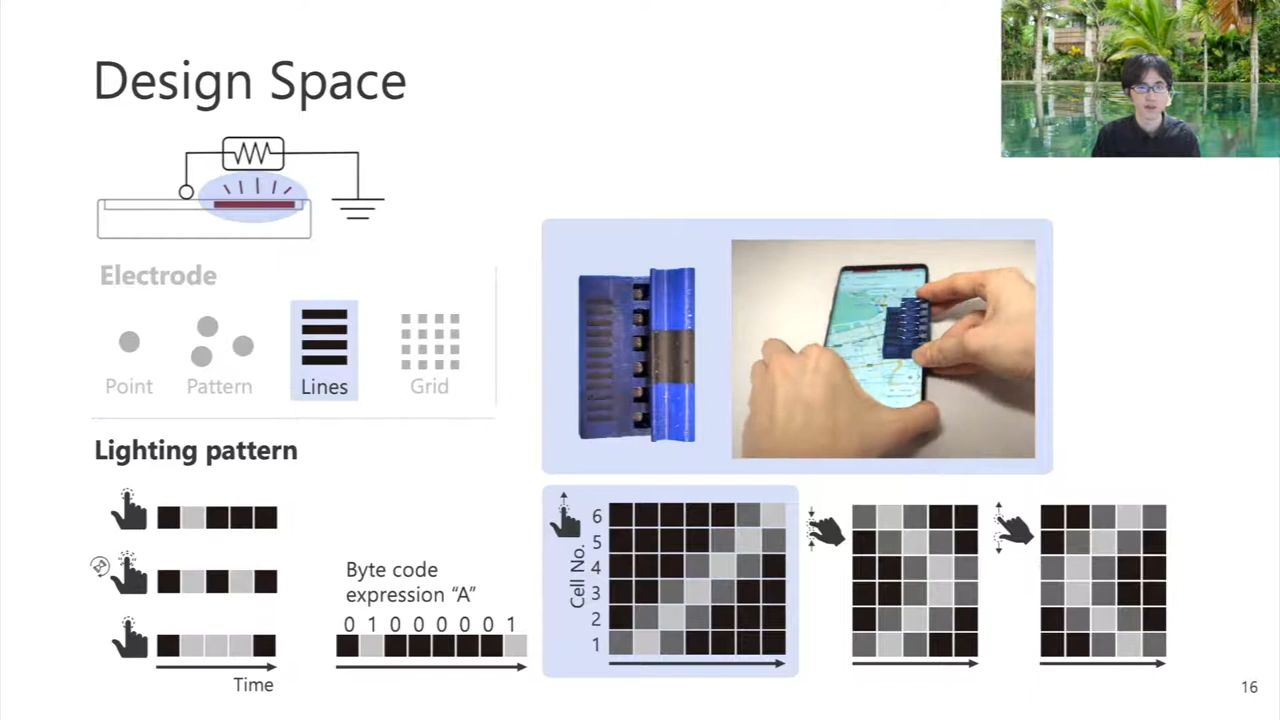 Design Space
Electrode
Point
Pattern
Lines
Grid
Lighting pattern
Byte code
expression “A”
0 1 0 0 0 0 0 1
Time
Cell No.
6
5
4
3
2
1
16